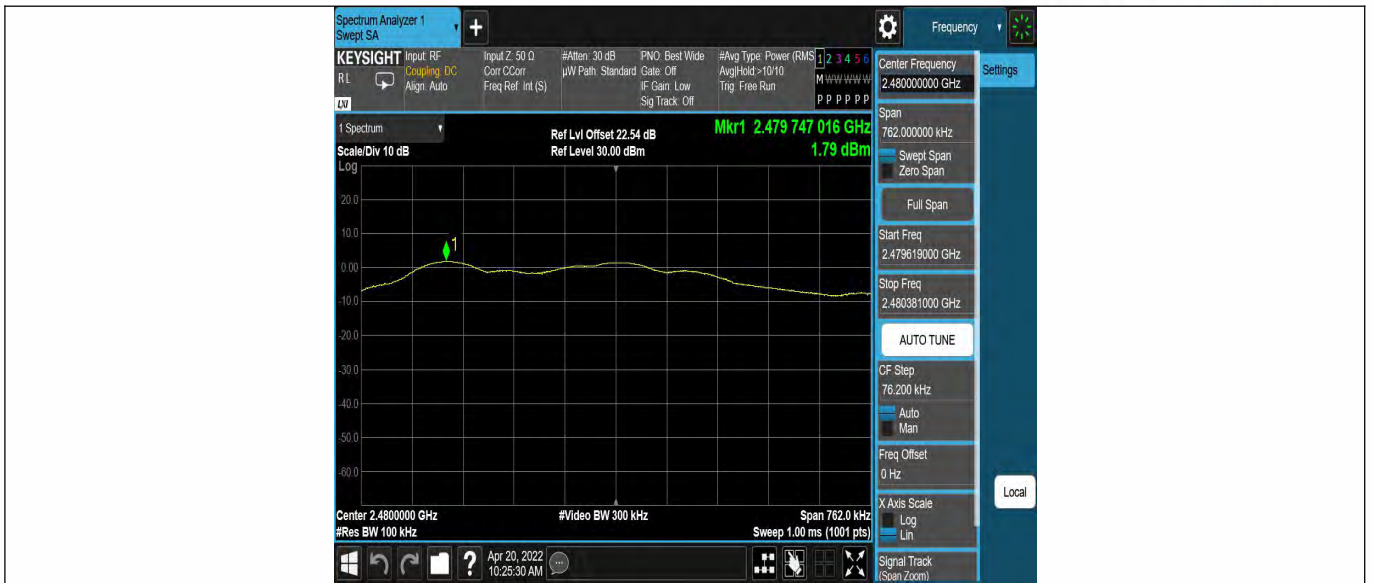 Spectrum Analyzer 1
Swept SA
+
Frequency
KEYSIGHT
R L
LXI
Input: RF
Coupling: DC
Align: Auto
Input Z: 50 Ω
Corr CCorr
Freq Ref: Int (S)
#Atten: 30 dB
µW Path: Standard
PNO: Best Wide
Gate: Off
IF Gain: Low
Sig Track: Off
#Avg Type: Power (RMS
Avg|Hold:>10/10
Trig: Free Run
1 2 3 4 5 6
M W W W W W
P P P P P P
1 Spectrum
Scale/Div 10 dB
Log
Ref Lvl Offset 22.54 dB
Ref Level 30.00 dBm
Mkr1 2.479 747 016 GHz
1.79 dBm
20.0
10.0
0.00
-10.0
-20.0
-30.0
-40.0
-50.0
-60.0
1
Center 2.4800000 GHz
#Res BW 100 kHz
#Video BW 300 kHz
Span 762.0 kHz
Sweep 1.00 ms (1001 pts)
?
Apr 20, 2022
10:25:30 AM
Center Frequency
2.480000000 GHz
Span
762.000000 kHz
Swept Span
Zero Span
Full Span
Start Freq
2.479619000 GHz
Stop Freq
2.480381000 GHz
AUTO TUNE
CF Step
76.200 kHz
Auto
Man
Freq Offset
0 Hz
X Axis Scale
Log
Lin
Signal Track
(Span Zoom)
Settings
Local